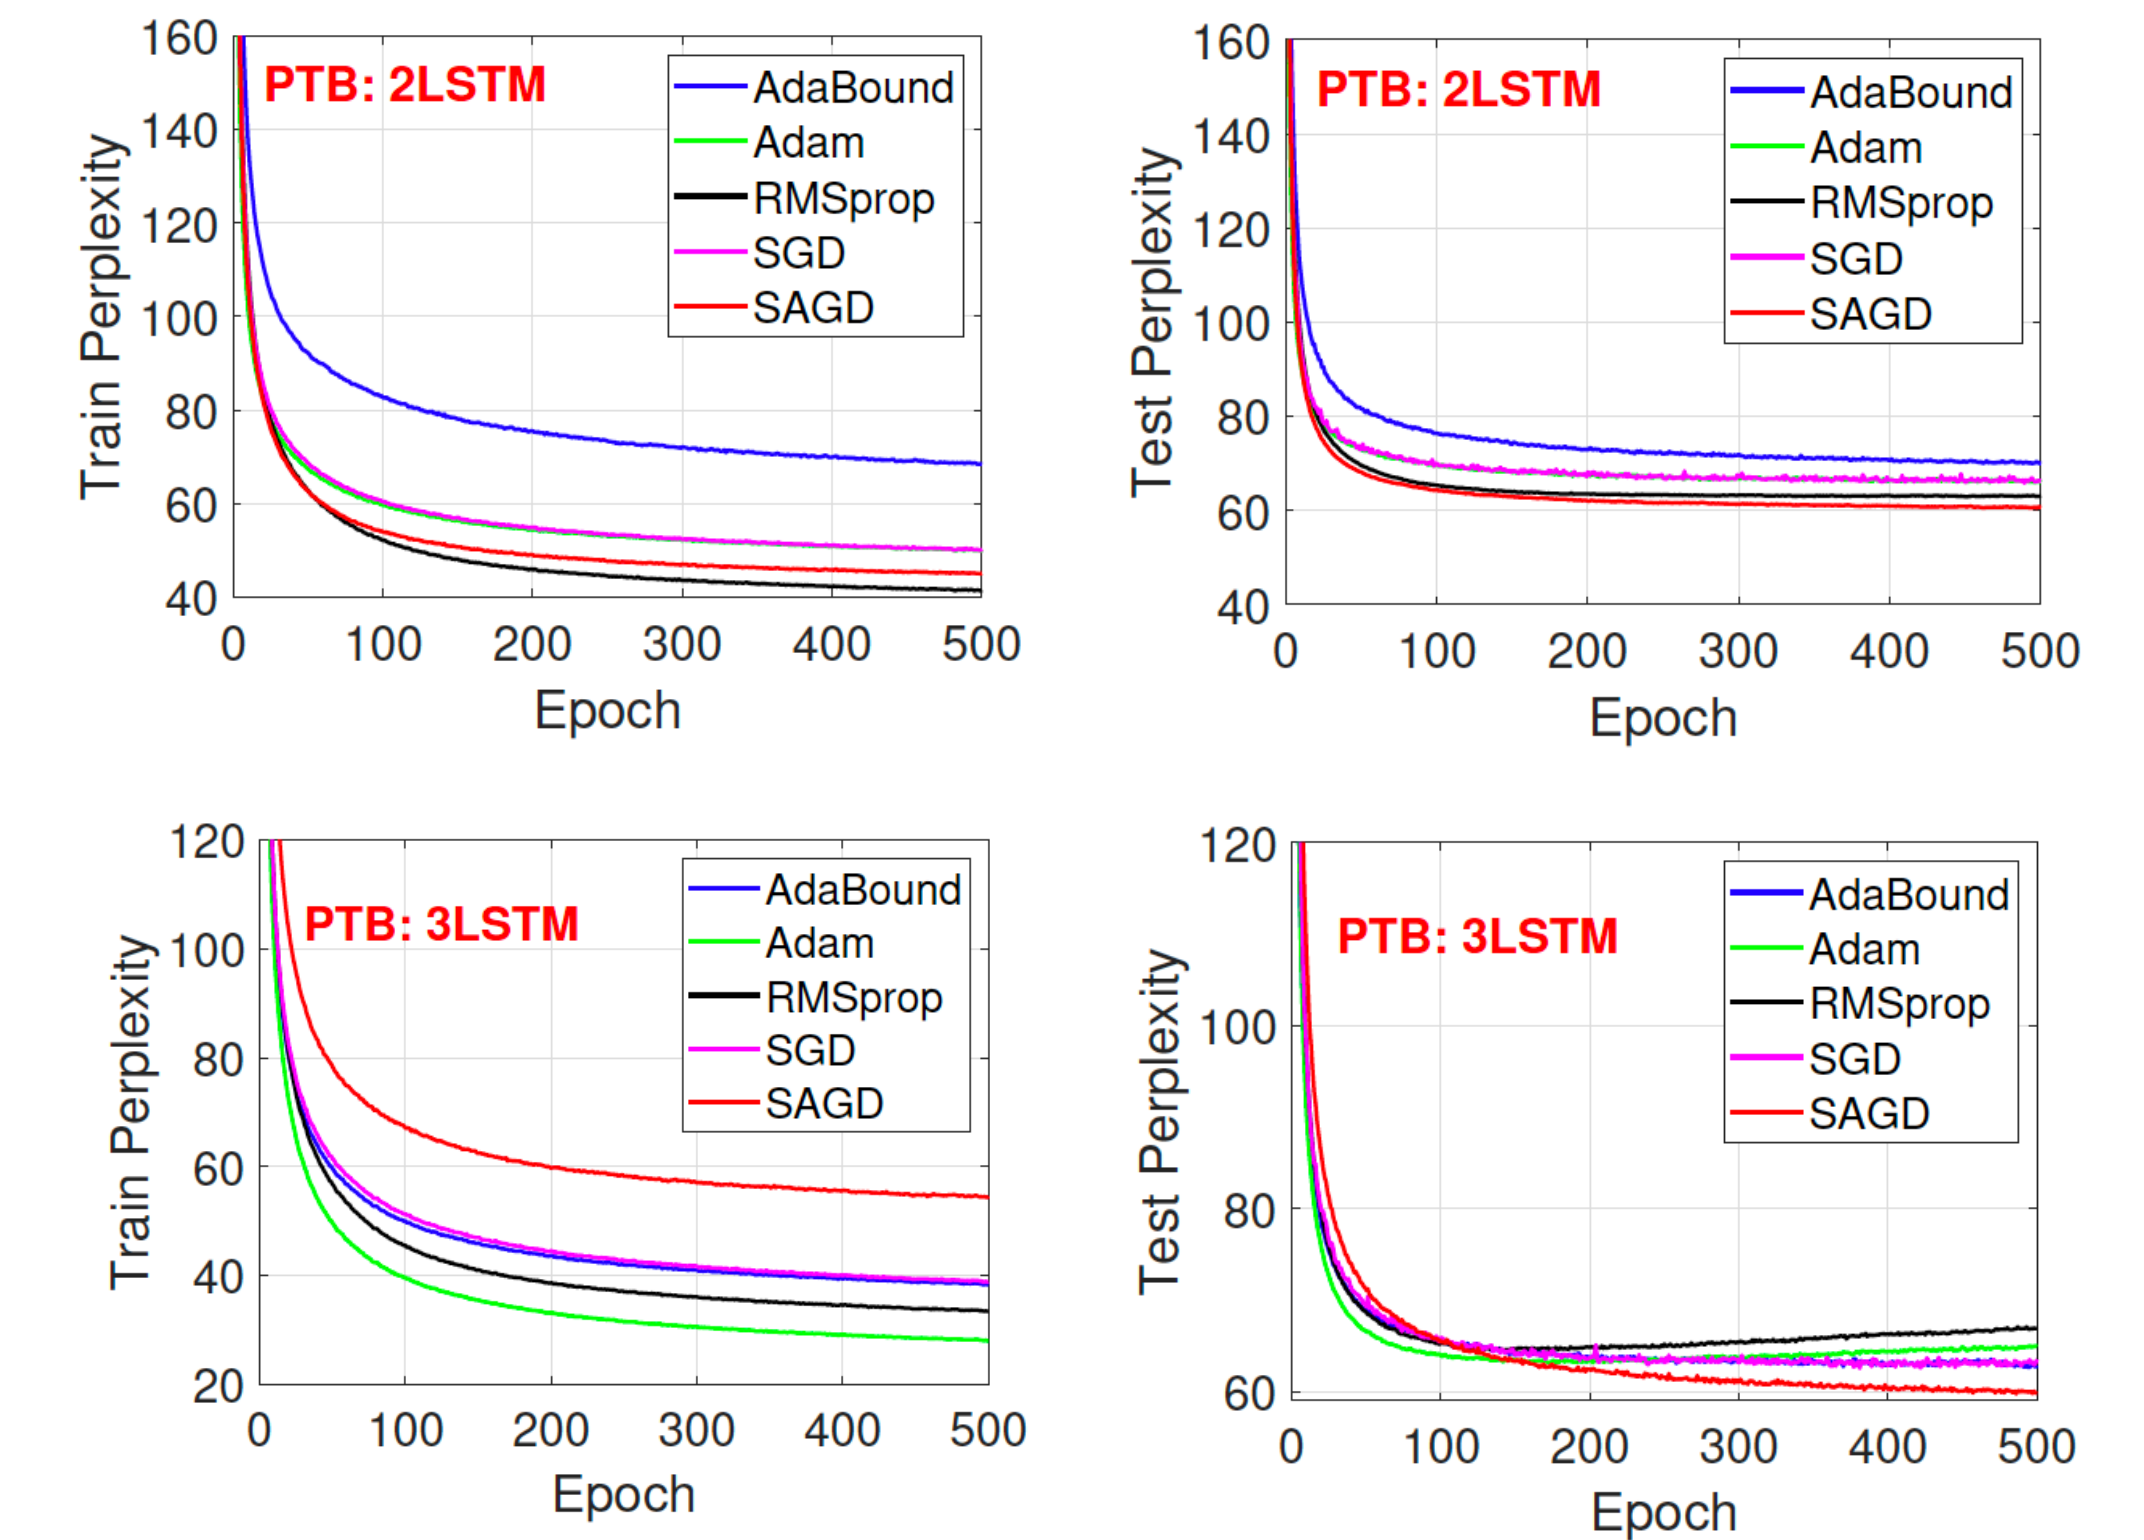 160
140
120
100
80
60
40
0 100 200 300 400 500
Train Perplexity
Epoch
PTB: 2LSTM
AdaBound
Adam
RMSprop
SGD
SAGD
160
140
120
100
80
60
40
0 100 200 300 400 500
Test Perplexity
Epoch
PTB: 2LSTM
AdaBound
Adam
RMSprop
SGD
SAGD
120
100
80
60
40
20
0 100 200 300 400 500
Train Perplexity
Epoch
PTB: 3LSTM
AdaBound
Adam
RMSprop
SGD
SAGD
120
100
80
60
0 100 200 300 400 500
Test Perplexity
Epoch
PTB: 3LSTM
AdaBound
Adam
RMSprop
SGD
SAGD